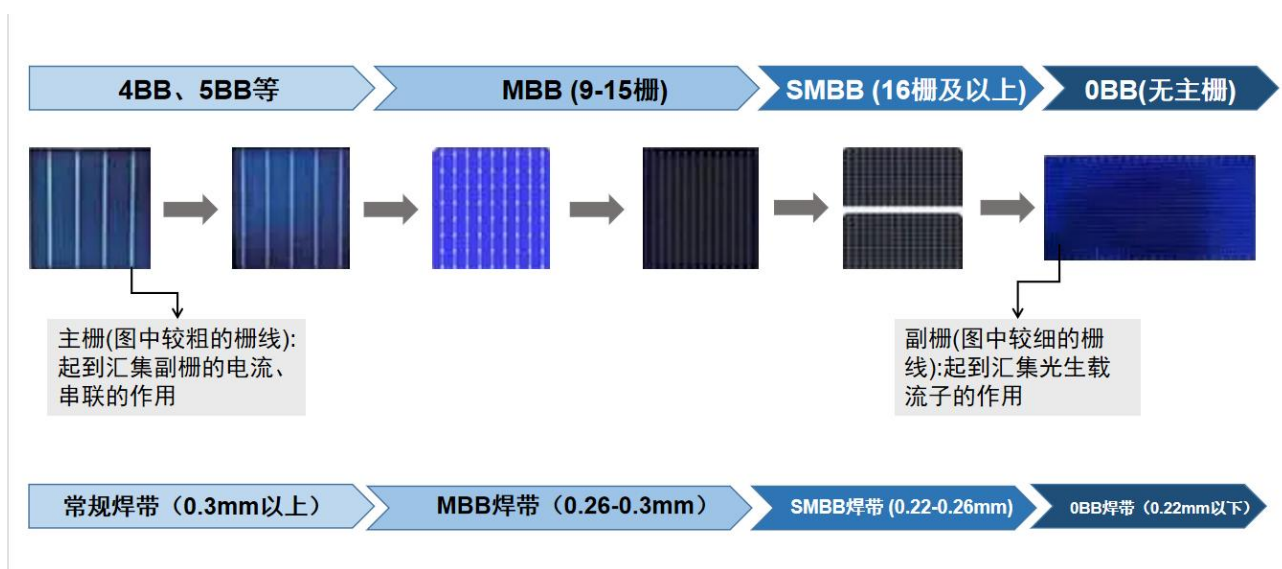 4BB、5BB等
MBB (9-15栅)
SMBB (16栅及以上)
0BB(无主栅)
主栅(图中较粗的栅线):
起到汇集副栅的电流、
串联的作用
副栅(图中较细的栅
线):起到汇集光生载
流子的作用
常规焊带（0.3mm以上）
MBB焊带（0.26-0.3mm）
SMBB焊带 (0.22-0.26mm)
0BB焊带（0.22mm以下）